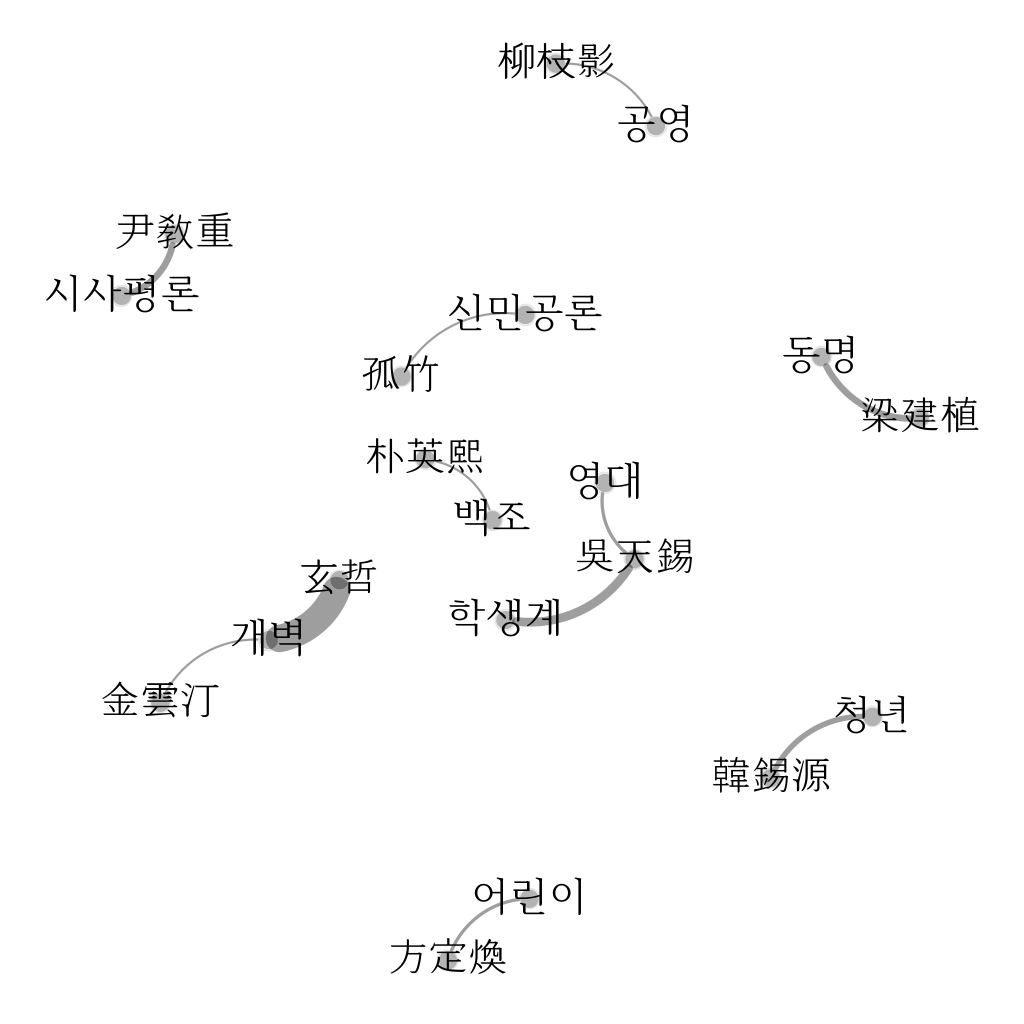 柳枝影
공영
尹敎重
시사평론
신민공론
孤竹
동명
梁建植
朴英熙
영대
백조
吳天錫
玄哲
학생계
개벽
金雲汀
청년
韓錫源
어린이
方定煥